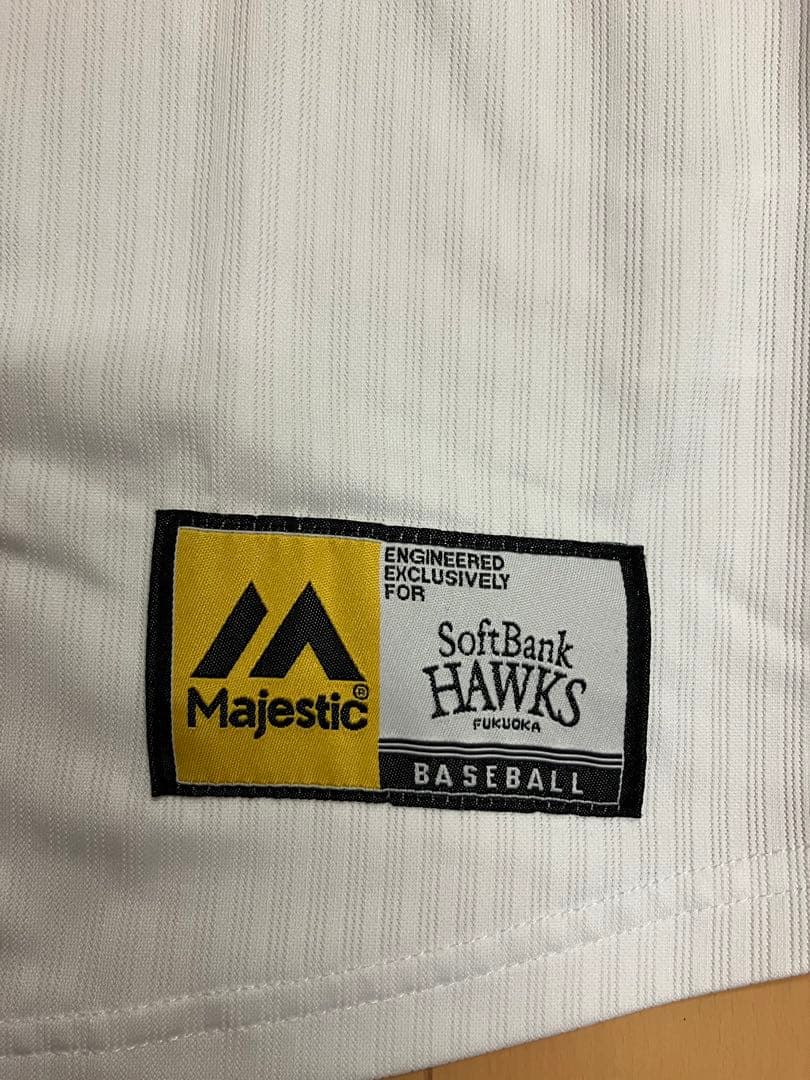 Majestic®
ENGINEERED
EXCLUSIVELY
FOR
SoftBank
HAWKS
FUKUOKA
BASEBALL